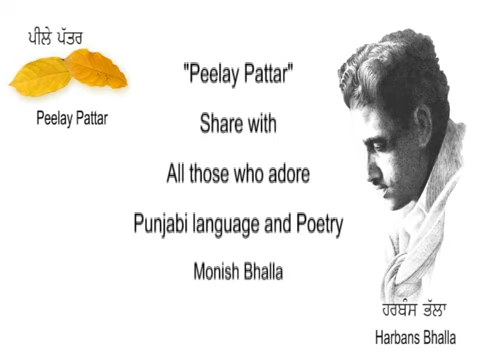 ਪੀਲੇ ਪੱਤਰ
Peelay Pattar
"Peelay Pattar"
Share with
All those who adore
Punjabi language and Poetry
Monish Bhalla
ਹਰਬੰਸ ਭੱਲਾ
Harbans Bhalla